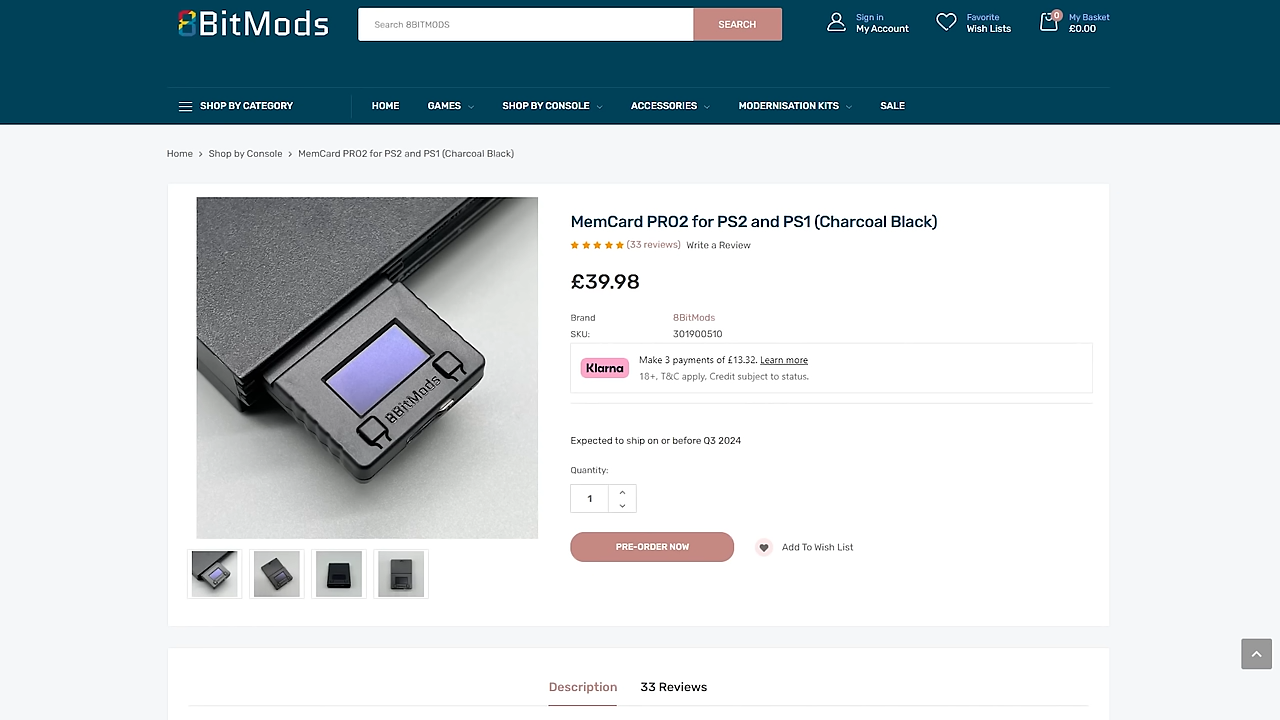 8BitMods
Search 8BITMODS
SEARCH
Sign in
My Account
Favorite
Wish Lists
0
My Basket
£0.00
SHOP BY CATEGORY
HOME
GAMES
SHOP BY CONSOLE
ACCESSORIES
MODERNISATION KITS
SALE
Home > Shop by Console > MemCard PRO2 for PS2 and PS1 (Charcoal Black)
8BitMods
MemCard PRO2 for PS2 and PS1 (Charcoal Black)
(33 reviews) Write a Review
£39.98
Brand 8BitMods
SKU: 301900510
Klarna
Make 3 payments of £13.32. Learn more
18+, T&C apply. Credit subject to status.
Expected to ship on or before Q3 2024
Quantity:
1
PRE-ORDER NOW
Add To Wish List
Description
33 Reviews